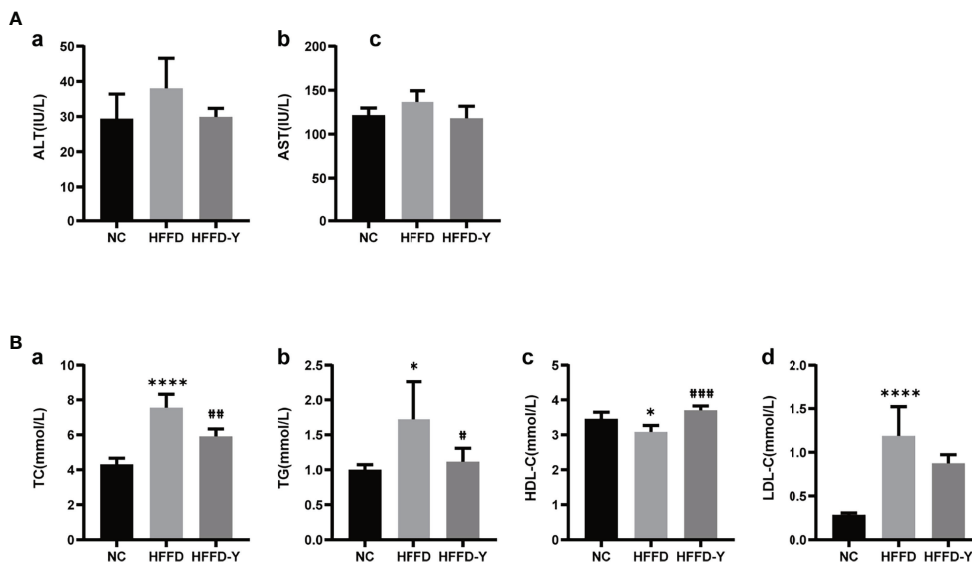 A
a
50
40
30
20
10
0
ALT(IU/L)
NC HFFD HFFD-Y
b
c
200
150
100
50
0
AST(IU/L)
NC HFFD HFFD-Y
B
a
10
8
6
4
2
0
TC(mmol/L)
****
##
NC HFFD HFFD-Y
b
2.5
2.0
1.5
1.0
0.5
0.0
TG(mmol/L)
*
#
NC HFFD HFFD-Y
c
5
4
3
2
1
0
HDL-C(mmol/L)
*
###
NC HFFD HFFD-Y
d
2.0
1.5
1.0
0.5
0.0
LDL-C(mmol/L)
****
NC HFFD HFFD-Y